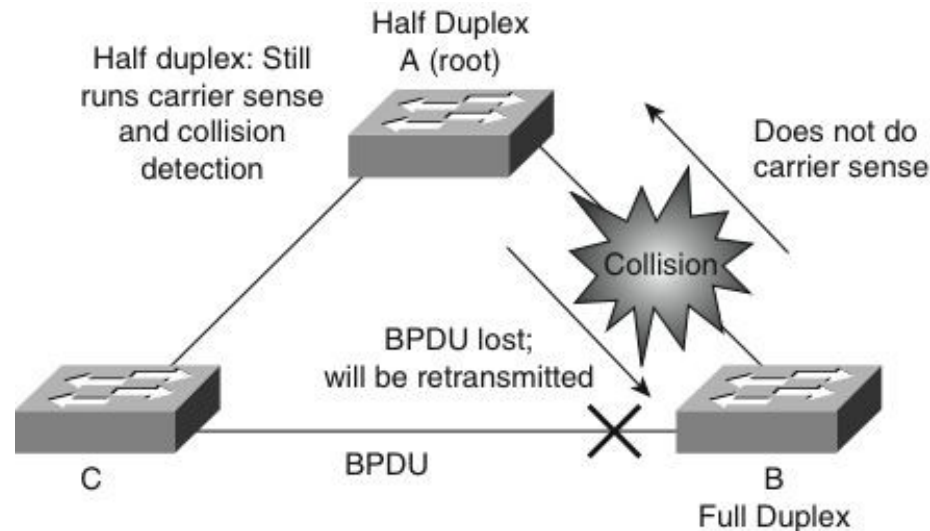 Half Duplex
A (root)
Half duplex: Still
runs carrier sense
and collision
detection
Does not do
carrier sense
Collision
BPDU lost;
will be retransmitted
C
BPDU
B
Full Duplex